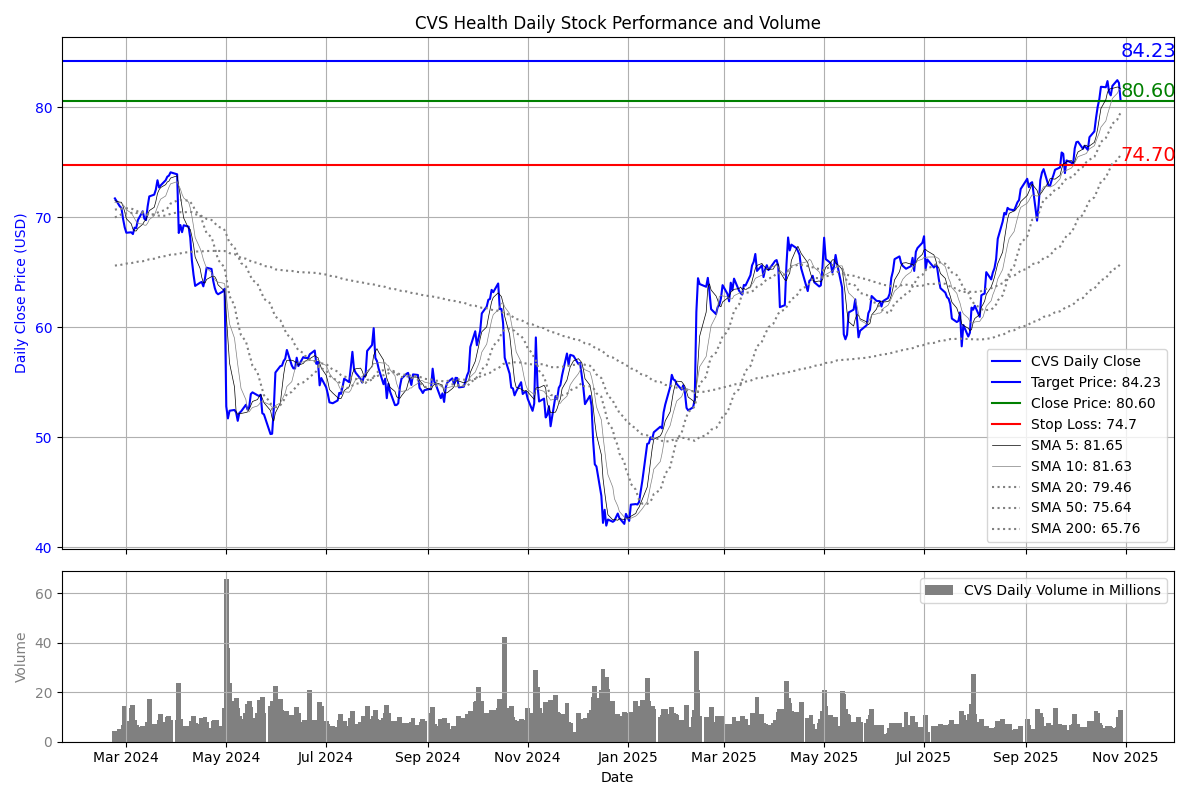 CVS Health Daily Stock Performance and Volume
84.23
80.60
74.70
Daily Close Price (USD)
80
70
60
50
40
CVS Daily Close
Target Price: 84.23
Close Price: 80.60
Stop Loss: 74.7
SMA 5: 81.65
SMA 10: 81.63
SMA 20: 79.46
SMA 50: 75.64
SMA 200: 65.76
Volume
60
40
20
0
CVS Daily Volume in Millions
Mar 2024 May 2024 Jul 2024 Sep 2024 Nov 2024 Jan 2025 Mar 2025 May 2025 Jul 2025 Sep 2025 Nov 2025
Date